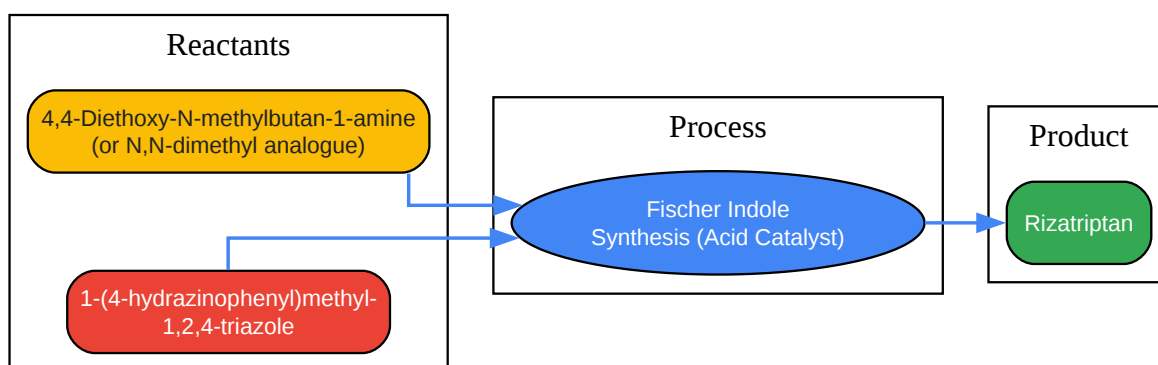 Reactants
4,4-Diethoxy-N-methylbutan-1-amine
(or N,N-dimethyl analogue)
1-(4-hydrazinophenyl)methyl-
1,2,4-triazole
Process
Fischer Indole
Synthesis (Acid Catalyst)
Product
Rizatriptan